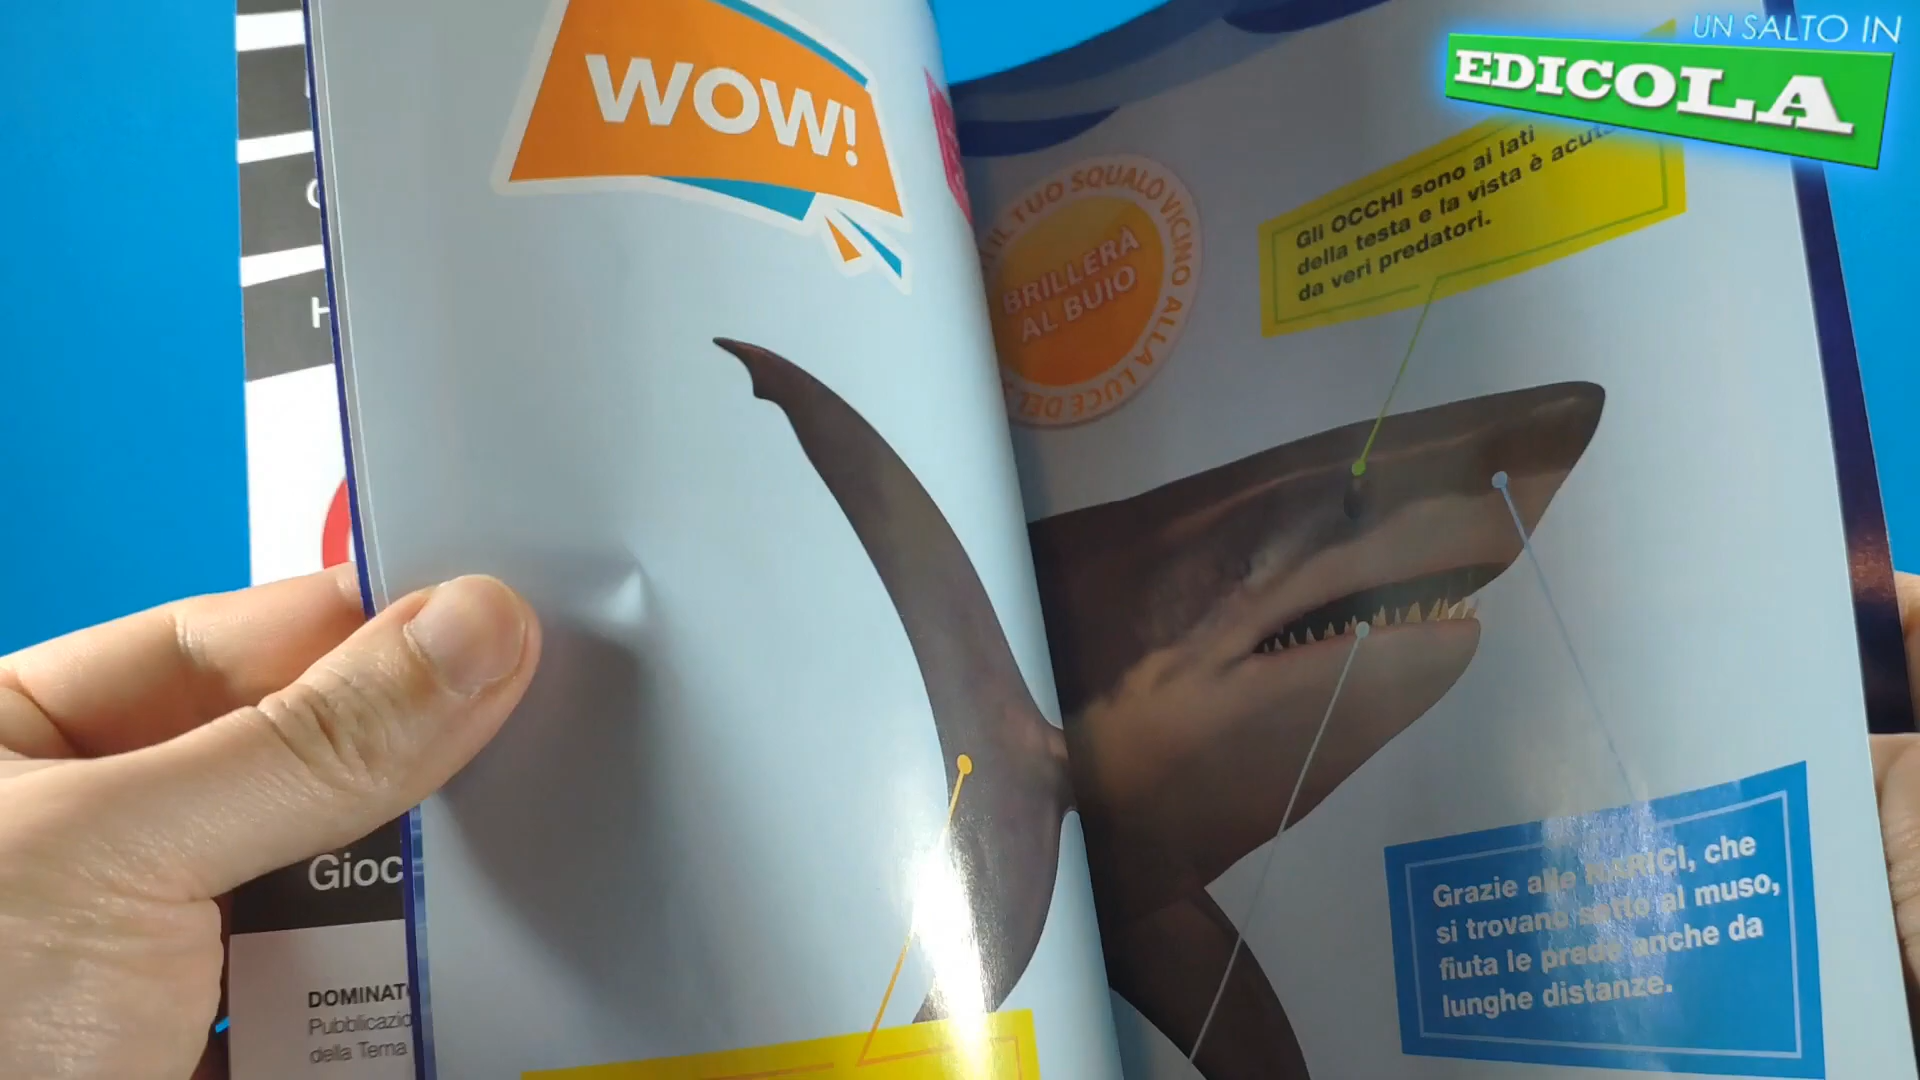 UN SALTO IN
EDICOLA
WOW!
IL TUO SQUALO VICINO ALLA LUCE DEL
BRILLERÀ
AL BUIO
Gli OCCHI sono ai lati
della testa e la vista è
da veri predatori.
Grazie alle NARICI, che
si trovano sotto al muso,
fiuta le prede anche da
lunghe distanze.
Gioc
DOMINAT
Pubblicazio
della Tema